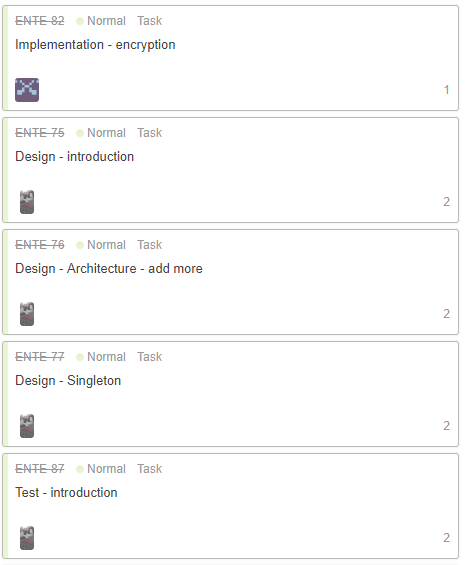 ENTE-82 Normal Task
Implementation - encryption
1
ENTE-75 Normal Task
Design - introduction
2
ENTE-76 Normal Task
Design - Architecture - add more
2
ENTE-77 Normal Task
Design - Singleton
2
ENTE-87 Normal Task
Test - introduction
2